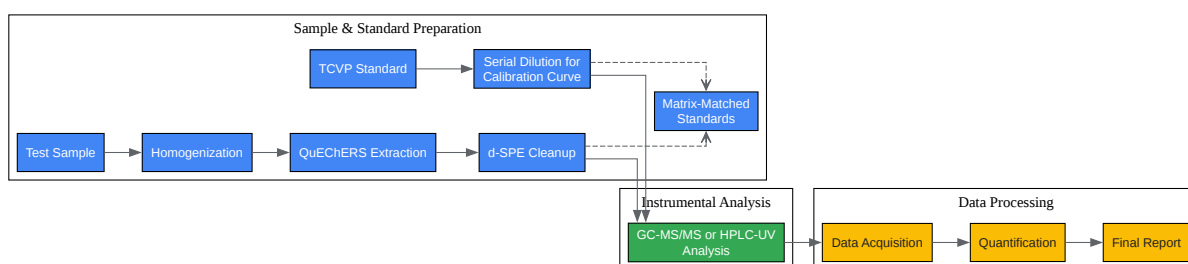 Sample & Standard Preparation
TCVP Standard
Serial Dilution for
Calibration Curve
Matrix-Matched
Standards
Test Sample
Homogenization
QuEChERS Extraction
d-SPE Cleanup
Instrumental Analysis
GC-MS/MS or HPLC-UV
Analysis
Data Processing
Data Acquisition
Quantification
Final Report